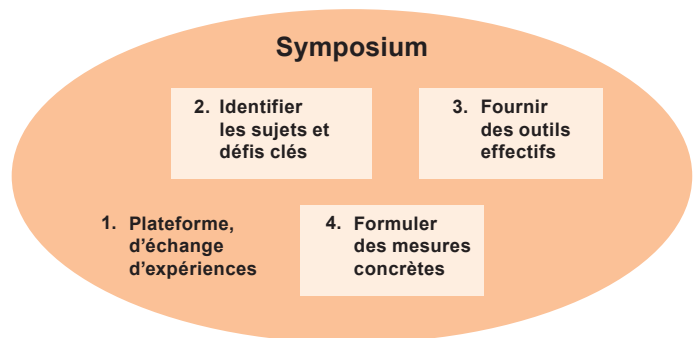 Symposium
2. Identifier
les sujets et
défis clés
3. Fournir
des outils
effectifs
1. Plateforme,
d'échange
d'expériences
4. Formuler
des mesures
concrètes